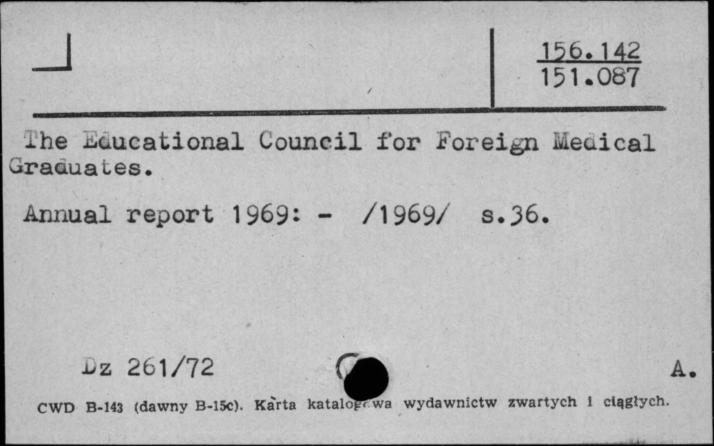 156.142
151.087
The Educational Council for Foreign Medical
Graduates.
Annual report 1969: - /1969/ s.36.
Dz 261/72
A.
CWD B-143 (dawny B-15c). Karta katalogowa wydawnictw zwartych i ciągłych.